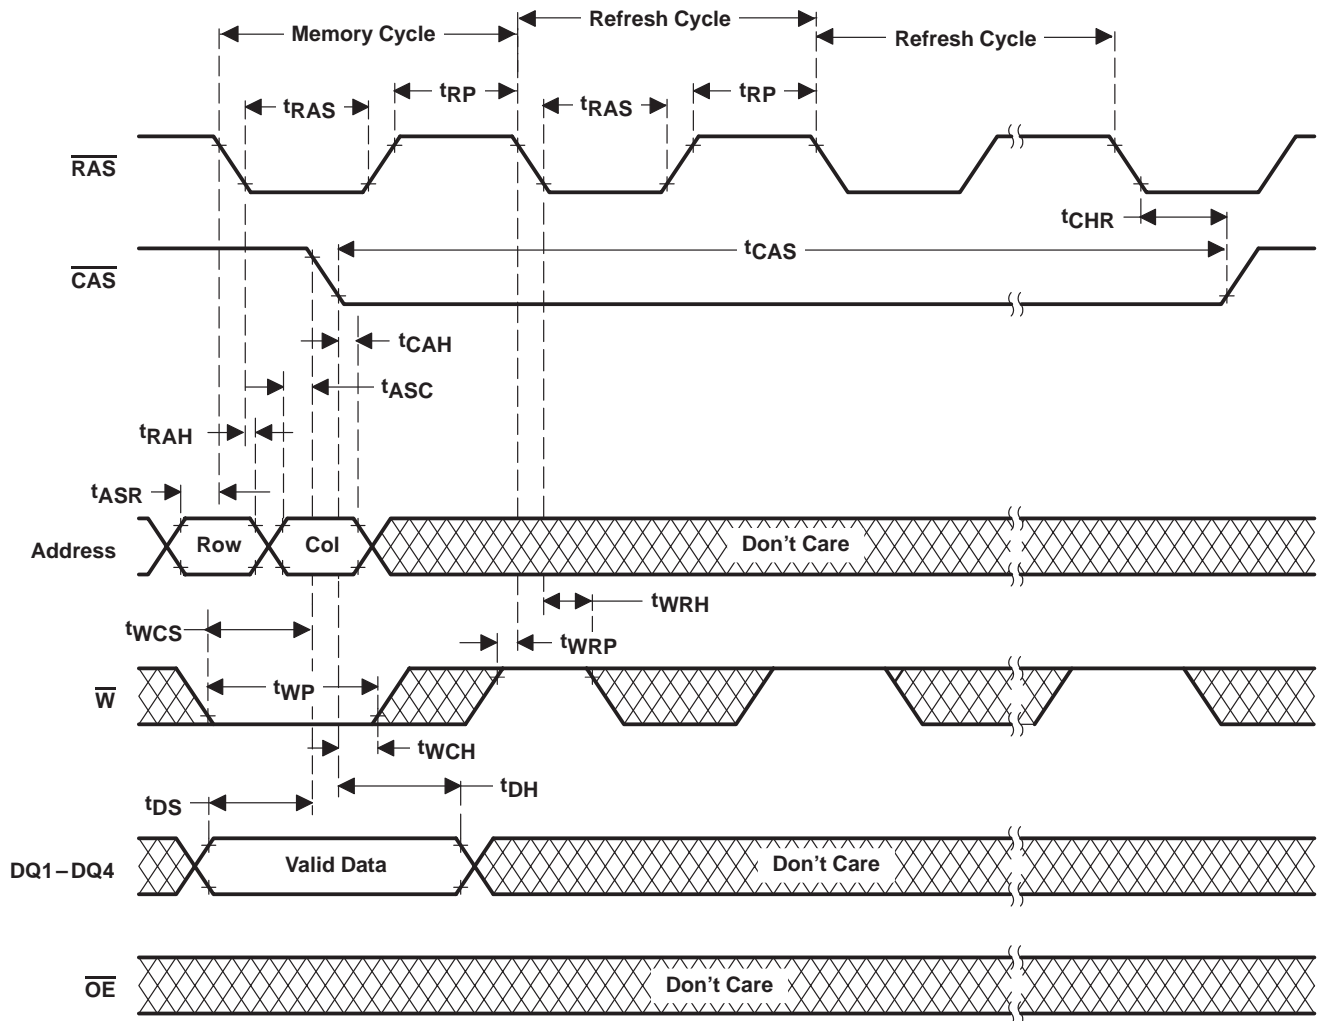 Memory Cycle
Refresh Cycle
Refresh Cycle
tRAS
tRP
tRAS
tRP
RAS
tCHR
tCAS
CAS
tCAH
tASC
tRAH
tASR
Address
Row
Col
Don't Care
tWRH
tWCS
tWRP
tWP
W
tWCH
tDH
tDS
DQ1–DQ4
Valid Data
Don't Care
OE
Don't Care